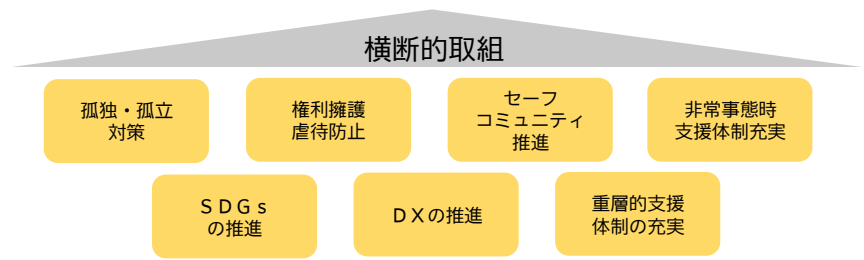 横断的取組
孤独・孤立
対策
権利擁護
虐待防止
セーフ
コミュニティ
推進
非常事態時
支援体制充実
ＳＤＧｓ
の推進
ＤＸの推進
重層的支援
体制の充実